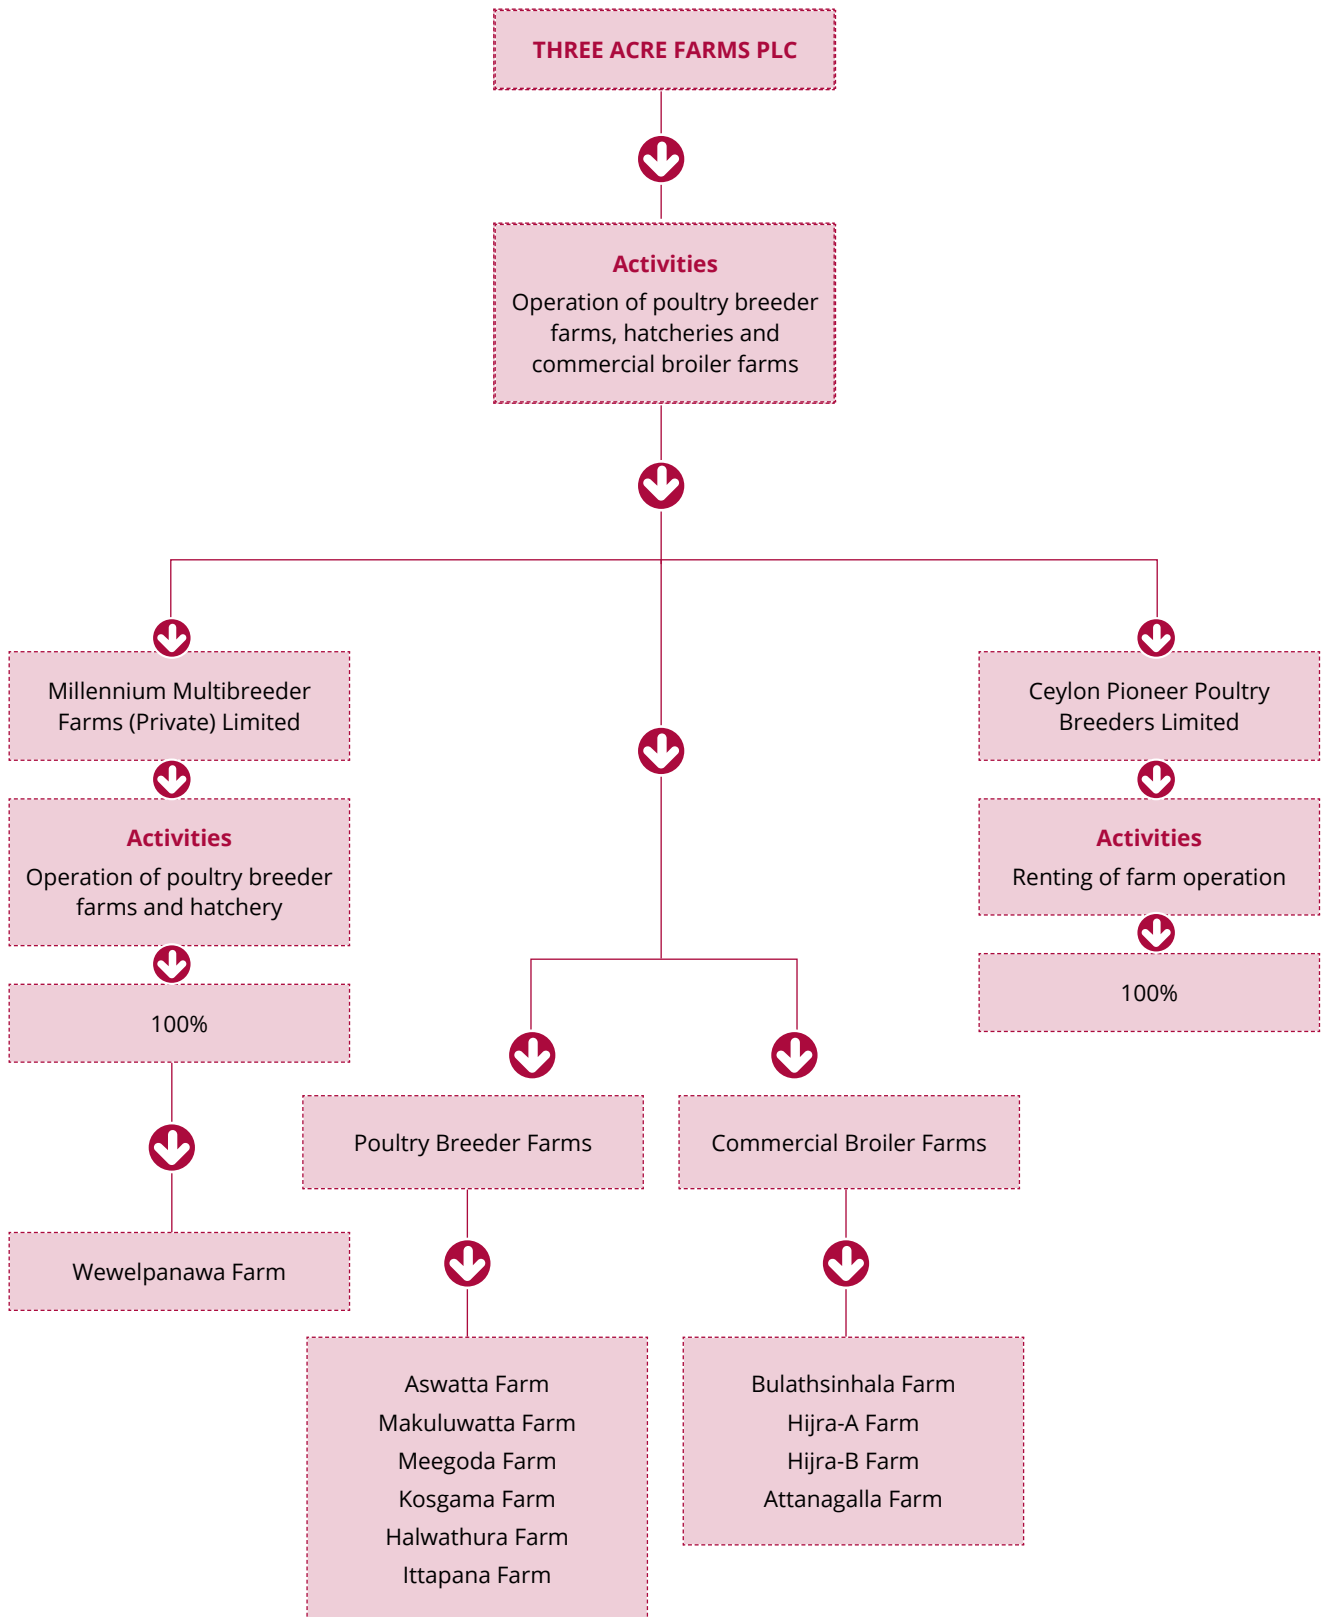 THREE ACRE FARMS PLC
Activities
Operation of poultry breeder
farms, hatcheries and
commercial broiler farms
Millennium Multibreeder
Farms (Private) Limited
Activities
Operation of poultry breeder
farms and hatchery
100%
Wewelpanawa Farm
Ceylon Pioneer Poultry
Breeders Limited
Activities
Renting of farm operation
100%
Poultry Breeder Farms
Aswatta Farm
Makuluwatta Farm
Meegoda Farm
Kosgama Farm
Halwathura Farm
Ittapana Farm
Commercial Broiler Farms
Bulathsinhala Farm
Hijra-A Farm
Hijra-B Farm
Attanagalla Farm